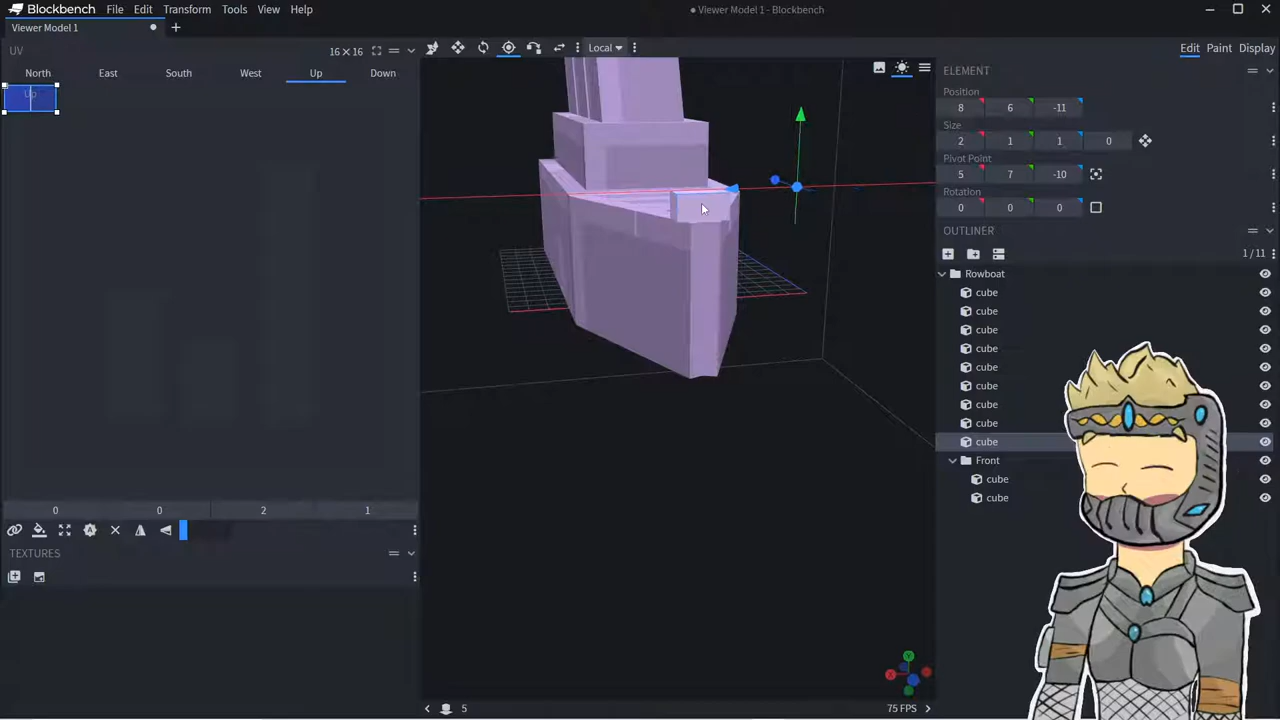 Blockbench File Edit Transform Tools View Help
Viewer Model 1 - Blockbench
Viewer Model 1
UV
16 × 16
Local
Edit Paint Display
North East South West Up Down
Up
ELEMENT
Position
8 6 -11
Size
2 1 1 0
Pivot Point
5 7 -10
Rotation
0 0 0
OUTLINER
1/11
Rowboat
cube
cube
cube
cube
cube
cube
cube
cube
cube
Front
cube
cube
0 0 2 1
TEXTURES
5
75 FPS
X
Y
Z